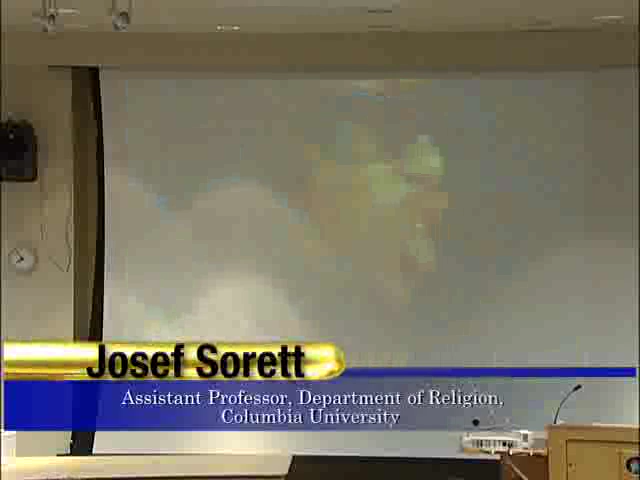 Josef Sorett
Assistant Professor, Department of Religion,
Columbia University